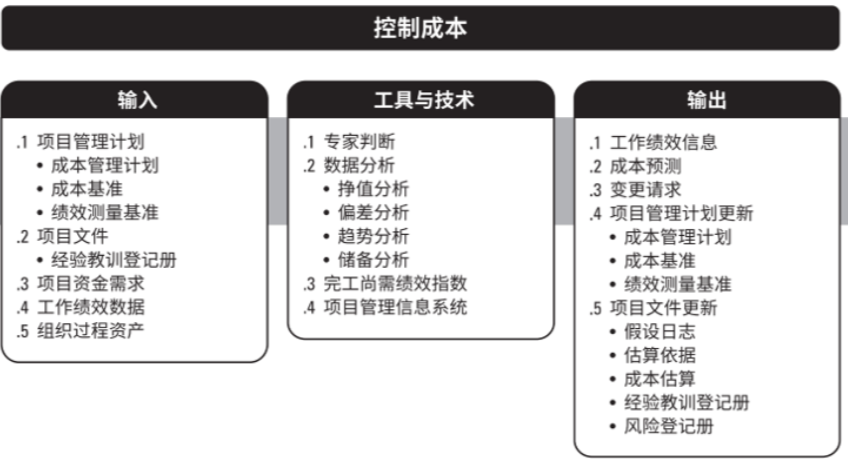 控制成本
输入
.1 项目管理计划
• 成本管理计划
• 成本基准
• 绩效测量基准
.2 项目文件
• 经验教训登记册
.3 项目资金需求
.4 工作绩效数据
.5 组织过程资产
工具与技术
.1 专家判断
.2 数据分析
• 挣值分析
• 偏差分析
• 趋势分析
• 储备分析
.3 完工尚需绩效指数
.4 项目管理信息系统
输出
.1 工作绩效信息
.2 成本预测
.3 变更请求
.4 项目管理计划更新
• 成本管理计划
• 成本基准
• 绩效测量基准
.5 项目文件更新
• 假设日志
• 估算依据
• 成本估算
• 经验教训登记册
• 风险登记册